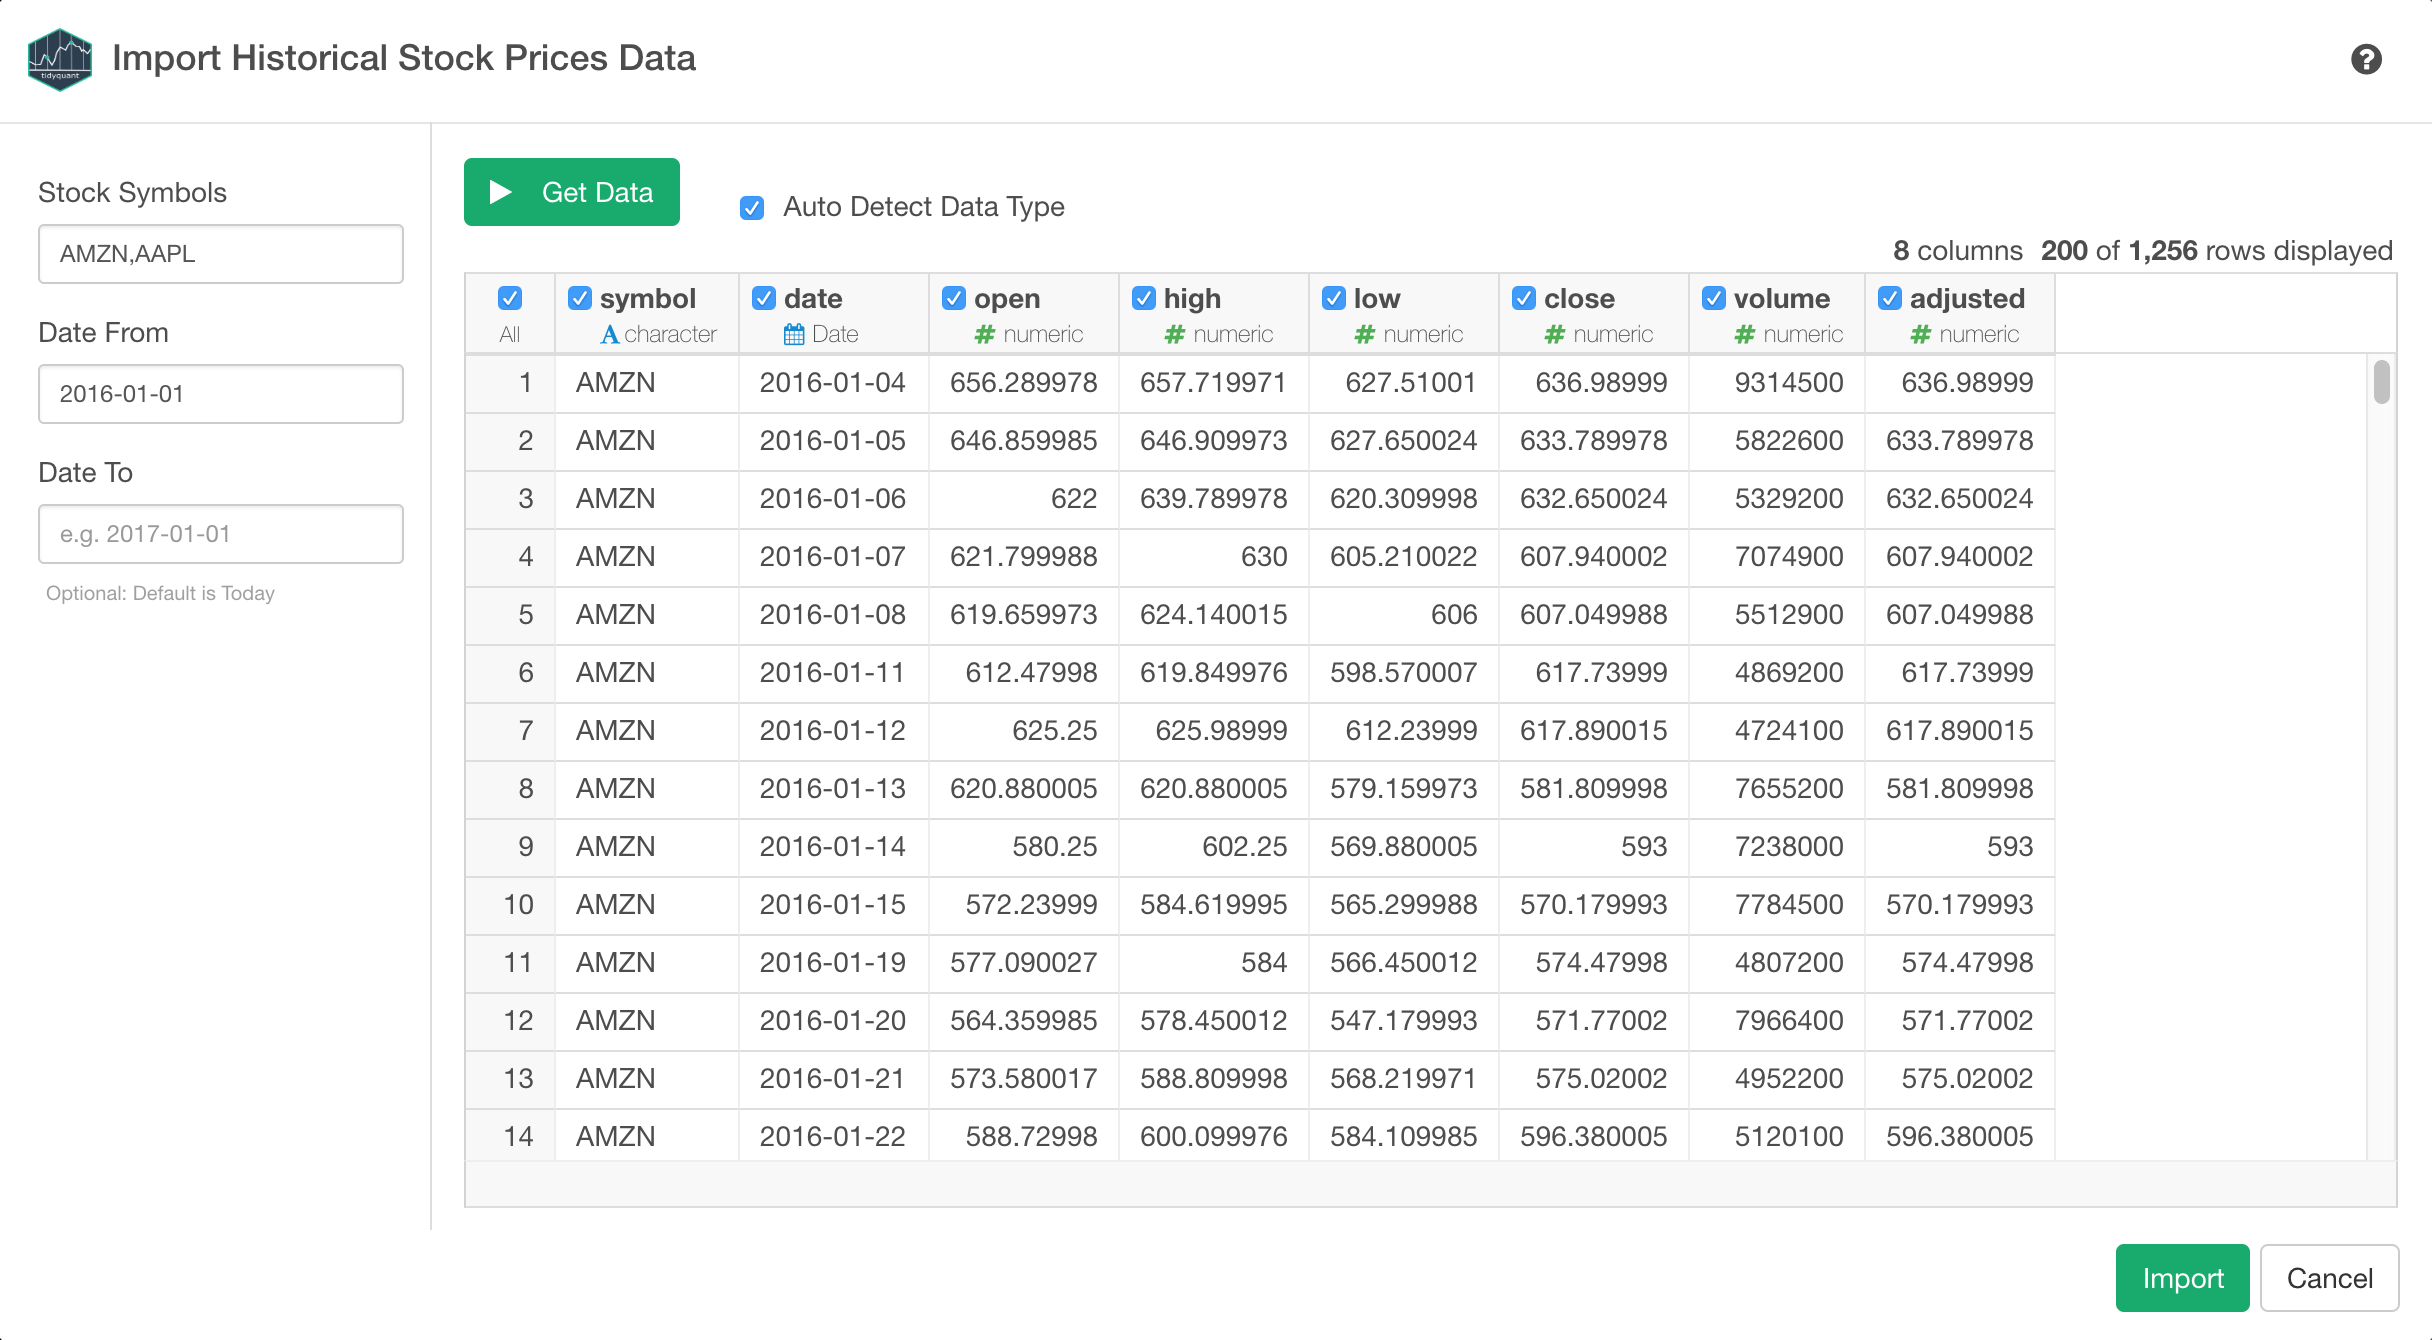 tidyquant
Import Historical Stock Prices Data
?
Stock Symbols
AMZN,AAPL
Date From
2016-01-01
Date To
e.g. 2017-01-01
Optional: Default is Today
Get Data
Auto Detect Data Type
8 columns 200 of 1,256 rows displayed
symbol date open high low close volume adjusted
All A character Date # numeric # numeric # numeric # numeric # numeric # numeric
1 AMZN 2016-01-04 656.289978 657.719971 627.51001 636.98999 9314500 636.98999
2 AMZN 2016-01-05 646.859985 646.909973 627.650024 633.789978 5822600 633.789978
3 AMZN 2016-01-06 622 639.789978 620.309998 632.650024 5329200 632.650024
4 AMZN 2016-01-07 621.799988 630 605.210022 607.940002 7074900 607.940002
5 AMZN 2016-01-08 619.659973 624.140015 606 607.049988 5512900 607.049988
6 AMZN 2016-01-11 612.47998 619.849976 598.570007 617.73999 4869200 617.73999
7 AMZN 2016-01-12 625.25 625.98999 612.23999 617.890015 4724100 617.890015
8 AMZN 2016-01-13 620.880005 620.880005 579.159973 581.809998 7655200 581.809998
9 AMZN 2016-01-14 580.25 602.25 569.880005 593 7238000 593
10 AMZN 2016-01-15 572.23999 584.619995 565.299988 570.179993 7784500 570.179993
11 AMZN 2016-01-19 577.090027 584 566.450012 574.47998 4807200 574.47998
12 AMZN 2016-01-20 564.359985 578.450012 547.179993 571.77002 7966400 571.77002
13 AMZN 2016-01-21 573.580017 588.809998 568.219971 575.02002 4952200 575.02002
14 AMZN 2016-01-22 588.72998 600.099976 584.109985 596.380005 5120100 596.380005
Import Cancel